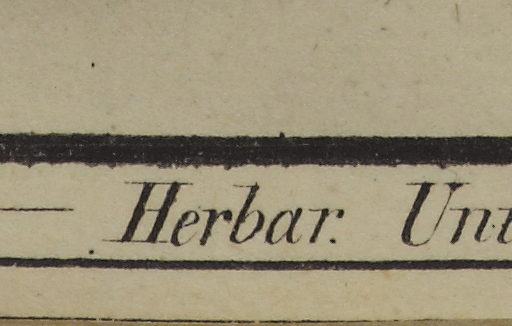 — Herbar.